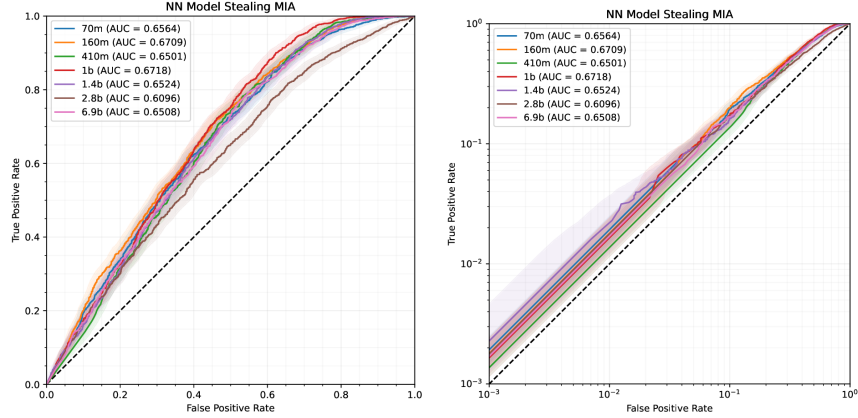 NN Model Stealing MIA
1.0
0.8
0.6
0.4
0.2
0.0
True Positive Rate
70m (AUC = 0.6564)
160m (AUC = 0.6709)
410m (AUC = 0.6501)
1b (AUC = 0.6718)
1.4b (AUC = 0.6524)
2.8b (AUC = 0.6096)
6.9b (AUC = 0.6508)
0.0 0.2 0.4 0.6 0.8 1.0
False Positive Rate
NN Model Stealing MIA
10⁰
10⁻¹
10⁻²
10⁻³
True Positive Rate
70m (AUC = 0.6564)
160m (AUC = 0.6709)
410m (AUC = 0.6501)
1b (AUC = 0.6718)
1.4b (AUC = 0.6524)
2.8b (AUC = 0.6096)
6.9b (AUC = 0.6508)
10⁻³ 10⁻² 10⁻¹ 10⁰
False Positive Rate